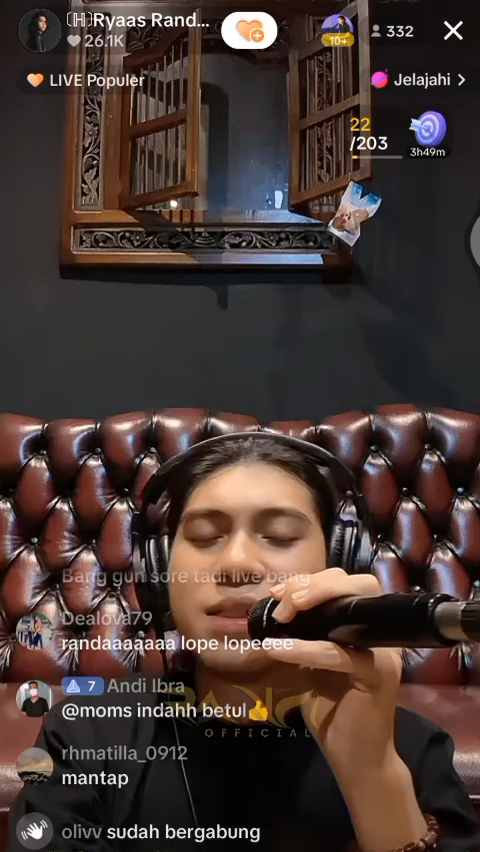 🄷Ryaas Rand...
26.1K
10+
332
LIVE Populer
Jelajahi >
22
/203
3h49m
Bang gun sore tadi live bang
Dealova79
randaaaaaaa lope lopeeee
7 Andi Ibra
@moms indahh betul👍
OFFICIAL
rhmatilla_0912
mantap
olivv sudah bergabung